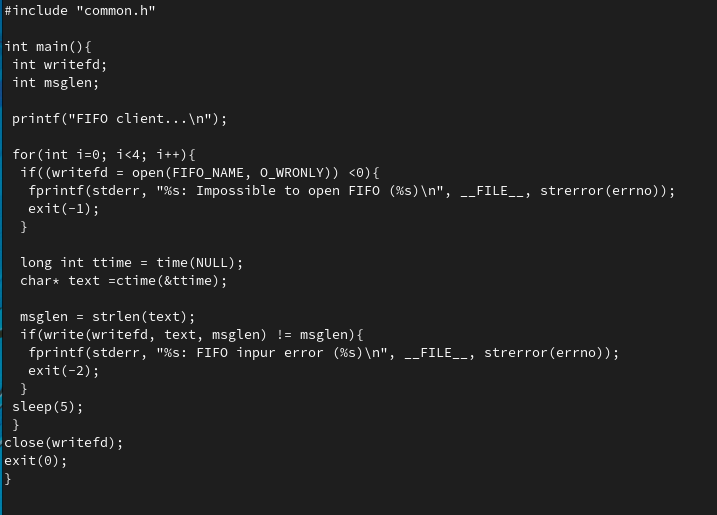 #include "common.h"
int main(){
int writefd;
int msglen;
printf("FIFO client...\n");
for(int i=0; i<4; i++){
if((writefd = open(FIFO_NAME, O_WRONLY)) <0){
fprintf(stderr, "%s: Impossible to open FIFO (%s)\n", __FILE__, strerror(errno));
exit(-1);
}
long int ttime = time(NULL);
char* text =ctime(&ttime);
msglen = strlen(text);
if(write(writefd, text, msglen) != msglen){
fprintf(stderr, "%s: FIFO inpur error (%s)\n", __FILE__, strerror(errno));
exit(-2);
}
sleep(5);
}
close(writefd);
exit(0);
}